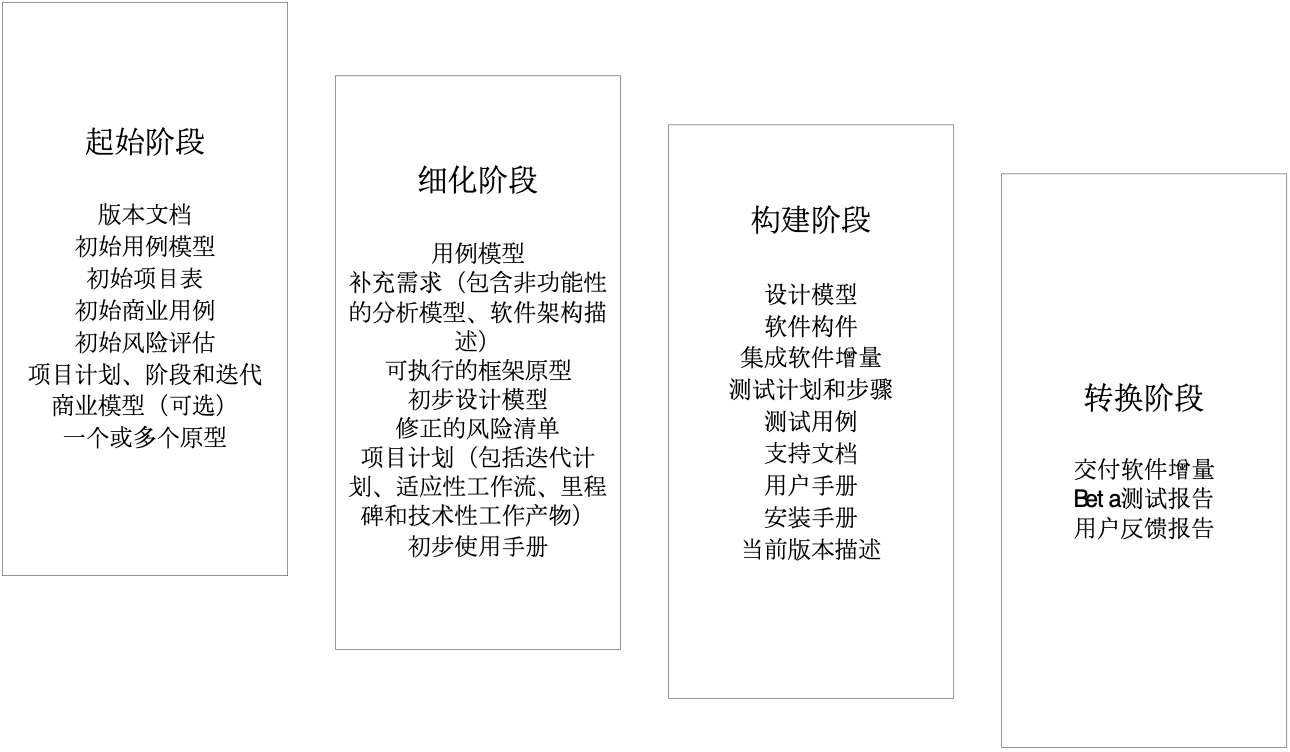 起始阶段
版本文档
初始用例模型
初始项目表
初始商业用例
初始风险评估
项目计划、阶段和迭代
商业模型（可选）
一个或多个原型
细化阶段
用例模型
补充需求（包含非功能性
的分析模型、软件架构描
述）
可执行的框架原型
初步设计模型
修正的风险清单
项目计划（包括迭代计
划、适应性工作流、里程
碑和技术性工作产物）
初步使用手册
构建阶段
设计模型
软件构件
集成软件增量
测试计划和步骤
测试用例
支持文档
用户手册
安装手册
当前版本描述
转换阶段
交付软件增量
Beta测试报告
用户反馈报告